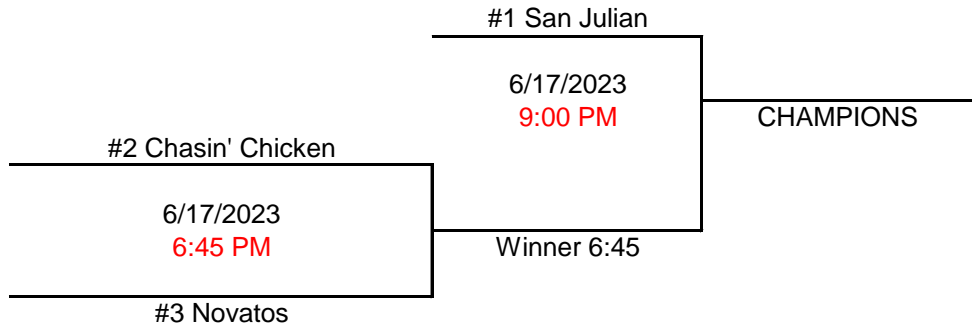 #1 San Julian
6/17/2023
9:00 PM
CHAMPIONS
#2 Chasin' Chicken
6/17/2023
6:45 PM
Winner 6:45
#3 Novatos